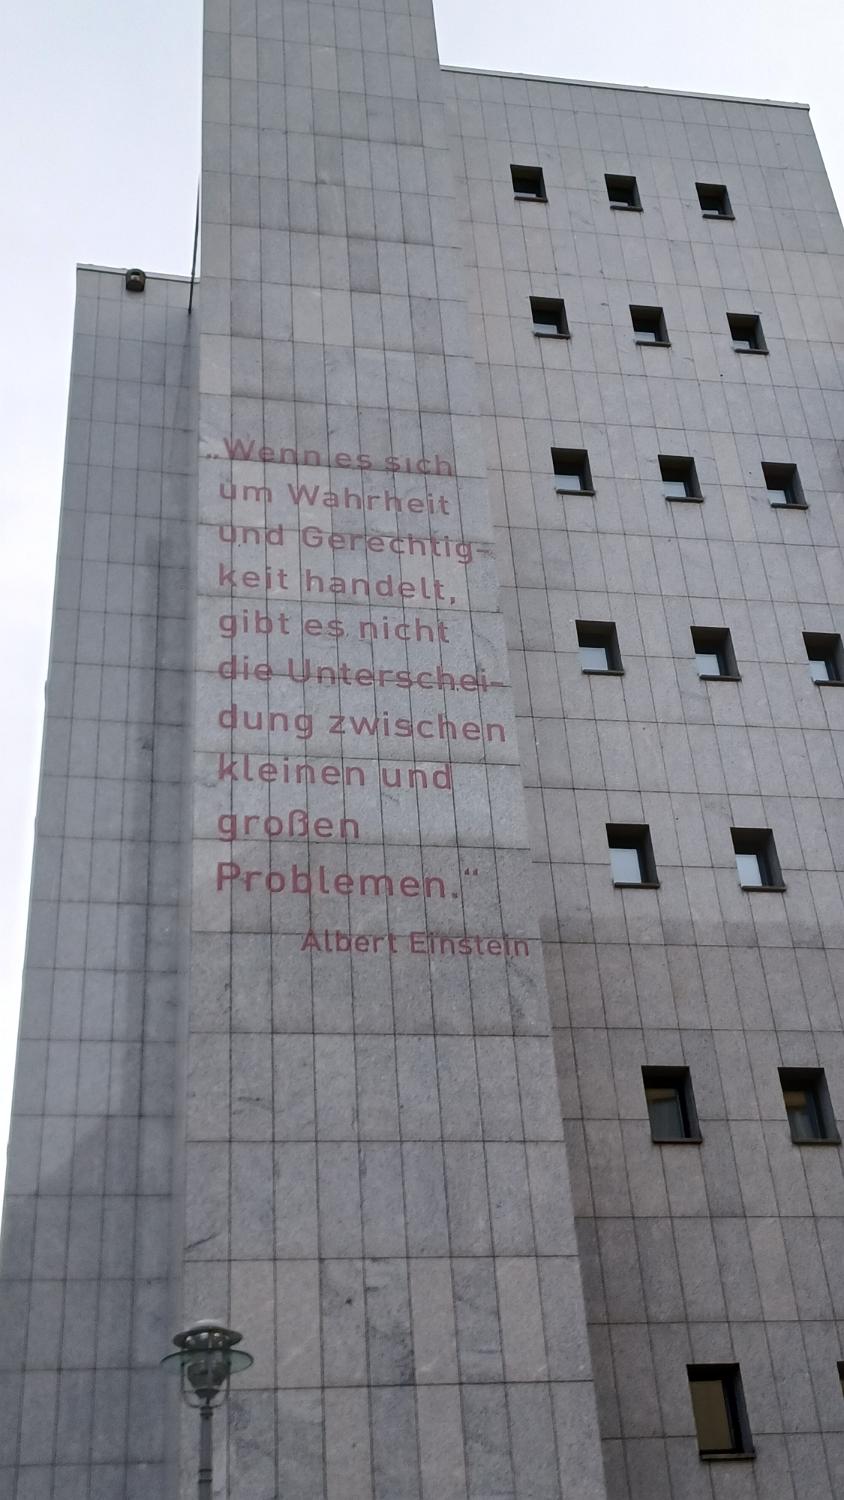 „Wenn es sich
um Wahrheit
und Gerechtig-
keit handelt,
gibt es nicht
die Unterschei-
dung zwischen
kleinen und
großen
Problemen.“
Albert Einstein